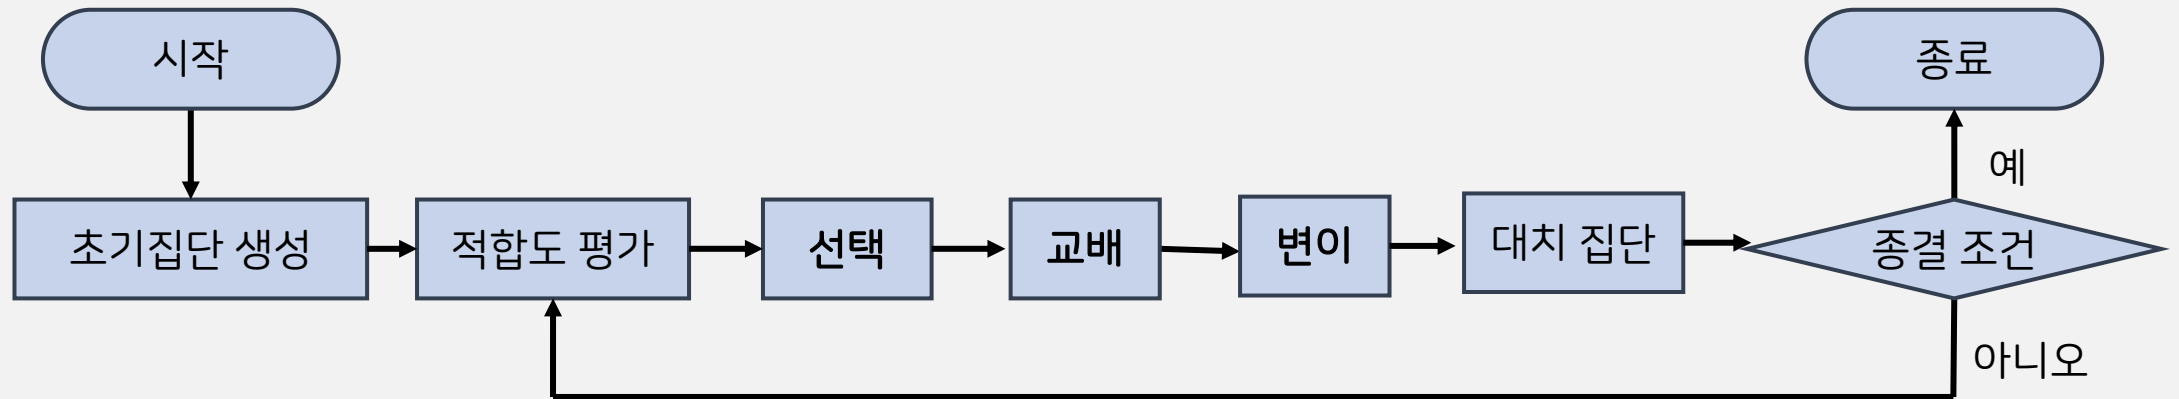 시작
종료
예
초기집단 생성
적합도 평가
선택
교배
변이
대치 집단
종결 조건
아니오